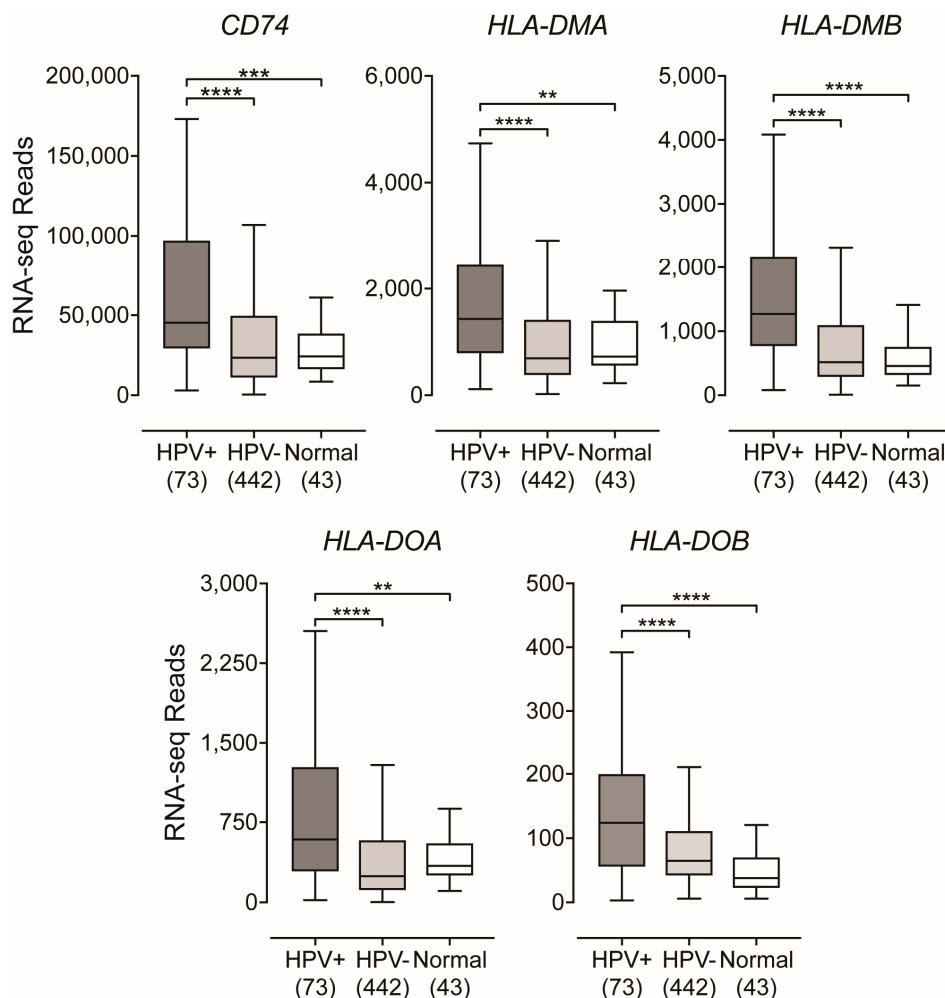 CD74 HLA-DMA HLA-DMB
RNA-seq Reads
200,000
150,000
100,000
50,000
0
***
****
HPV+ HPV- Normal
(73) (442) (43)
6,000
4,000
2,000
0
**
****
HPV+ HPV- Normal
(73) (442) (43)
5,000
4,000
3,000
2,000
1,000
0
****
****
HPV+ HPV- Normal
(73) (442) (43)
HLA-DOA HLA-DOB
RNA-seq Reads
3,000
2,250
1,500
750
0
**
****
HPV+ HPV- Normal
(73) (442) (43)
500
400
300
200
100
0
****
****
HPV+ HPV- Normal
(73) (442) (43)